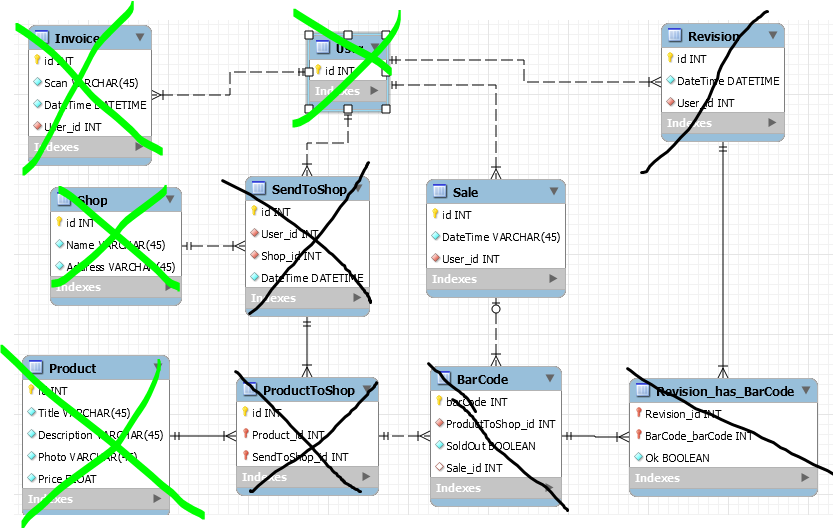 Invoice
id INT
Scan VARCHAR(45)
DateTime DATETIME
User_id INT
Indexes
User
id INT
Indexes
Revision
id INT
DateTime DATETIME
User_id INT
Indexes
Shop
id INT
Name VARCHAR(45)
Address VARCHAR(45)
Indexes
SendToShop
id INT
User_id INT
Shop_id INT
DateTime DATETIME
Indexes
Sale
id INT
DateTime VARCHAR(45)
User_id INT
Indexes
Product
id INT
Title VARCHAR(45)
Description VARCHAR(45)
Photo VARCHAR(45)
Price FLOAT
Indexes
ProductToShop
id INT
Product_id INT
SendToShop_id INT
Indexes
BarCode
barCode INT
ProductToShop_id INT
SoldOut BOOLEAN
Sale_id INT
Indexes
Revision_has_BarCode
Revision_id INT
BarCode_barCode INT
Ok BOOLEAN
Indexes